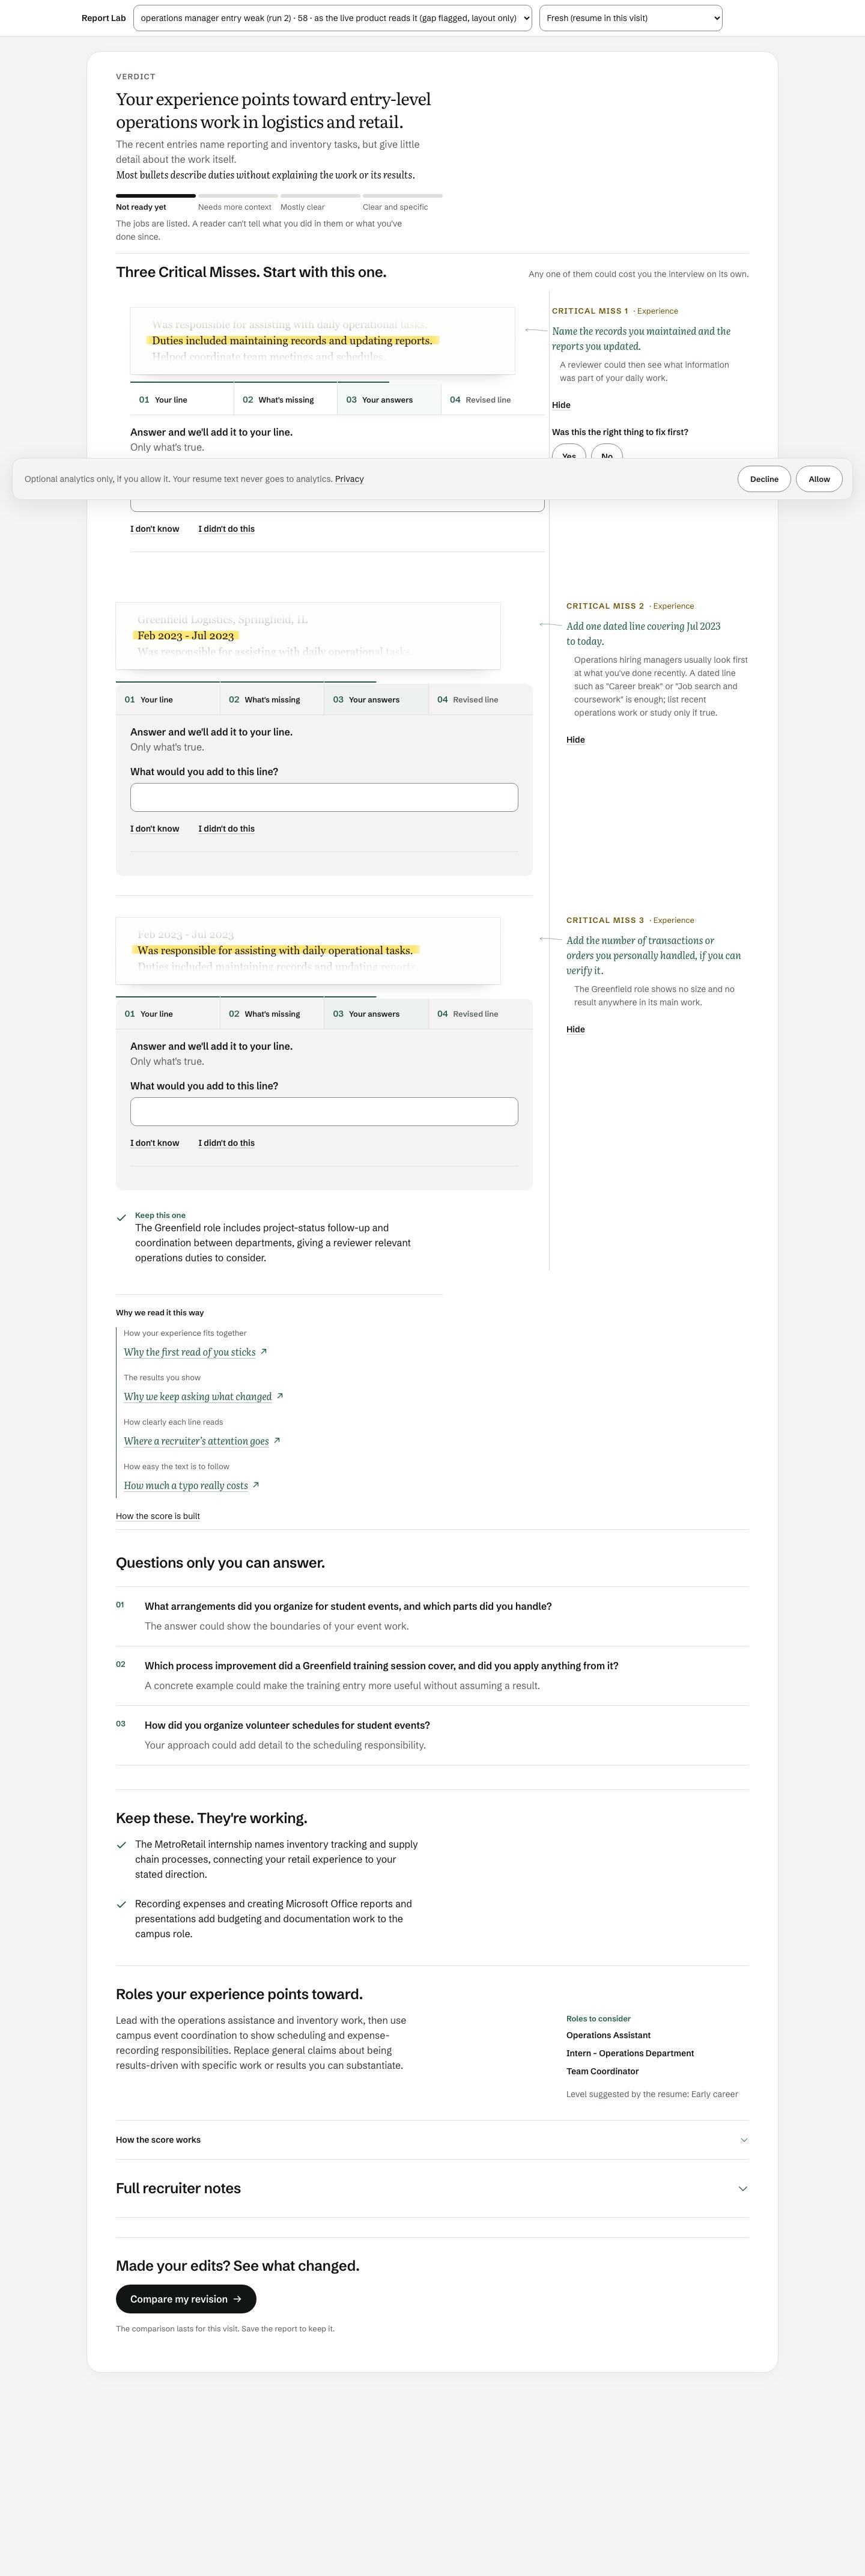 Report Lab
operations manager entry weak (run 2) · 58 · as the live product reads it (gap flagged, layout only)
Fresh (resume in this visit)
VERDICT
Your experience points toward entry-level
operations work in logistics and retail.
The recent entries name reporting and inventory tasks, but give little
detail about the work itself.
Most bullets describe duties without explaining the work or its results.
Not ready yet
Needs more context
Mostly clear
Clear and specific
The jobs are listed. A reader can't tell what you did in them or what you've
done since.
Three Critical Misses. Start with this one.
Any one of them could cost you the interview on its own.
Was responsible for assisting with daily operational tasks.
Duties included maintaining records and updating reports.
Helped coordinate team meetings and schedules.
01 Your line
02 What's missing
03 Your answers
04 Revised line
Answer and we'll add it to your line.
Only what's true.
CRITICAL MISS 1 · Experience
Name the records you maintained and the
reports you updated.
A reviewer could then see what information
was part of your daily work.
Hide
Was this the right thing to fix first?
Yes
No
Optional analytics only, if you allow it. Your resume text never goes to analytics. Privacy
Decline
Allow
I don't know
I didn't do this
Greenfield Logistics, Springfield, IL
Feb 2023 - Jul 2023
Was responsible for assisting with daily operational tasks.
01 Your line
02 What's missing
03 Your answers
04 Revised line
Answer and we'll add it to your line.
Only what's true.
What would you add to this line?
I don't know
I didn't do this
CRITICAL MISS 2 · Experience
Add one dated line covering Jul 2023
to today.
Operations hiring managers usually look first
at what you've done recently. A dated line
such as "Career break" or "Job search and
coursework" is enough; list recent
operations work or study only if true.
Hide
Feb 2023 - Jul 2023
Was responsible for assisting with daily operational tasks.
Duties included maintaining records and updating reports.
01 Your line
02 What's missing
03 Your answers
04 Revised line
Answer and we'll add it to your line.
Only what's true.
What would you add to this line?
I don't know
I didn't do this
CRITICAL MISS 3 · Experience
Add the number of transactions or
orders you personally handled, if you can
verify it.
The Greenfield role shows no size and no
result anywhere in its main work.
Hide
Keep this one
The Greenfield role includes project-status follow-up and
coordination between departments, giving a reviewer relevant
operations duties to consider.
Why we read it this way
How your experience fits together
Why the first read of you sticks ↗
The results you show
Why we keep asking what changed ↗
How clearly each line reads
Where a recruiter's attention goes ↗
How easy the text is to follow
How much a typo really costs ↗
How the score is built
Questions only you can answer.
01 What arrangements did you organize for student events, and which parts did you handle?
The answer could show the boundaries of your event work.
02 Which process improvement did a Greenfield training session cover, and did you apply anything from it?
A concrete example could make the training entry more useful without assuming a result.
03 How did you organize volunteer schedules for student events?
Your approach could add detail to the scheduling responsibility.
Keep these. They're working.
The MetroRetail internship names inventory tracking and supply
chain processes, connecting your retail experience to your
stated direction.
Recording expenses and creating Microsoft Office reports and
presentations add budgeting and documentation work to the
campus role.
Roles your experience points toward.
Lead with the operations assistance and inventory work, then use
campus event coordination to show scheduling and expense-
recording responsibilities. Replace general claims about being
results-driven with specific work or results you can substantiate.
Roles to consider
Operations Assistant
Intern - Operations Department
Team Coordinator
Level suggested by the resume: Early career
How the score works
Full recruiter notes
Made your edits? See what changed.
Compare my revision →
The comparison lasts for this visit. Save the report to keep it.